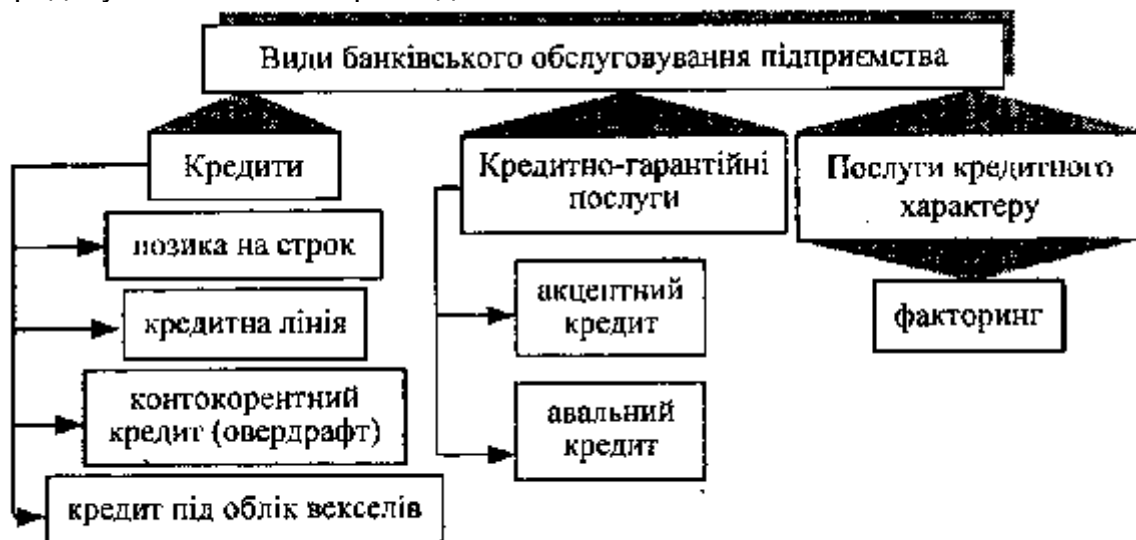 Види банківського обслуговування підприємства
Кредити
позика на строк
кредитна лінія
контокорентний
кредит (овердрафт)
кредит під облік векселів
Кредитно-гарантійні
послуги
акцентний
кредит
авальний
кредит
Послуги кредитного
характеру
факторинг